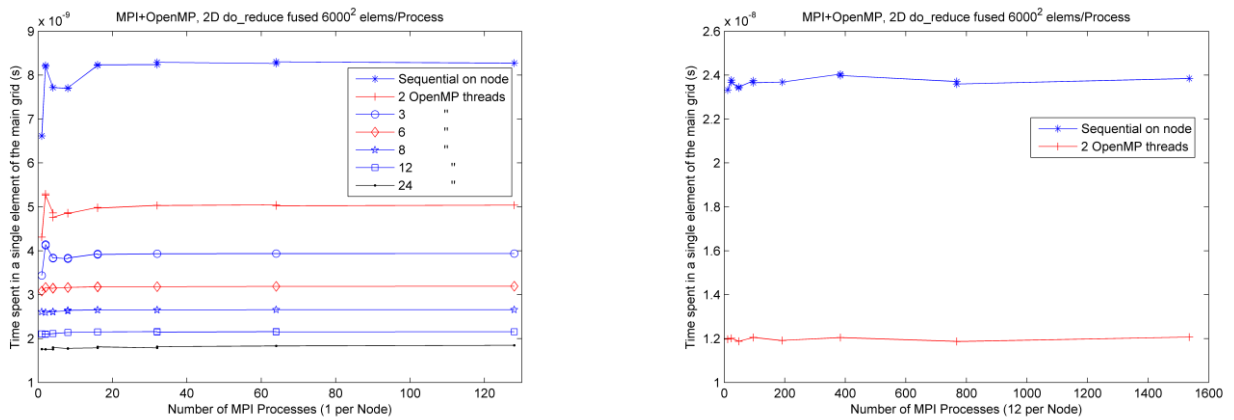 MPI+OpenMP, 2D do_reduce fused 6000² elems/Process
x 10⁻⁹
9
8
7
6
5
4
3
2
1
Time spent in a single element of the main grid (s)
Sequential on node
2 OpenMP threads
3 "
6 "
8 "
12 "
24 "
0 20 40 60 80 100 120
Number of MPI Processes (1 per Node)
MPI+OpenMP, 2D do_reduce fused 6000² elems/Process
x 10⁻⁸
2.6
2.4
2.2
2
1.8
1.6
1.4
1.2
1
Time spent in a single element of the main grid (s)
Sequential on node
2 OpenMP threads
0 200 400 600 800 1000 1200 1400 1600
Number of MPI Processes (12 per Node)